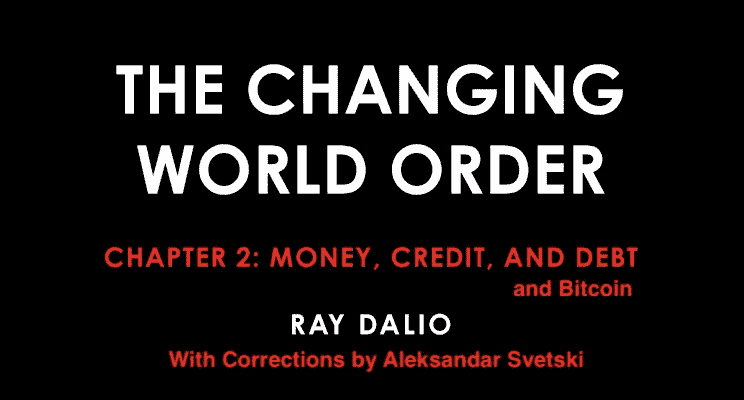 THE CHANGING
WORLD ORDER
CHAPTER 2: MONEY, CREDIT, AND DEBT
and Bitcoin
RAY DALIO
With Corrections by Aleksandar Svetski